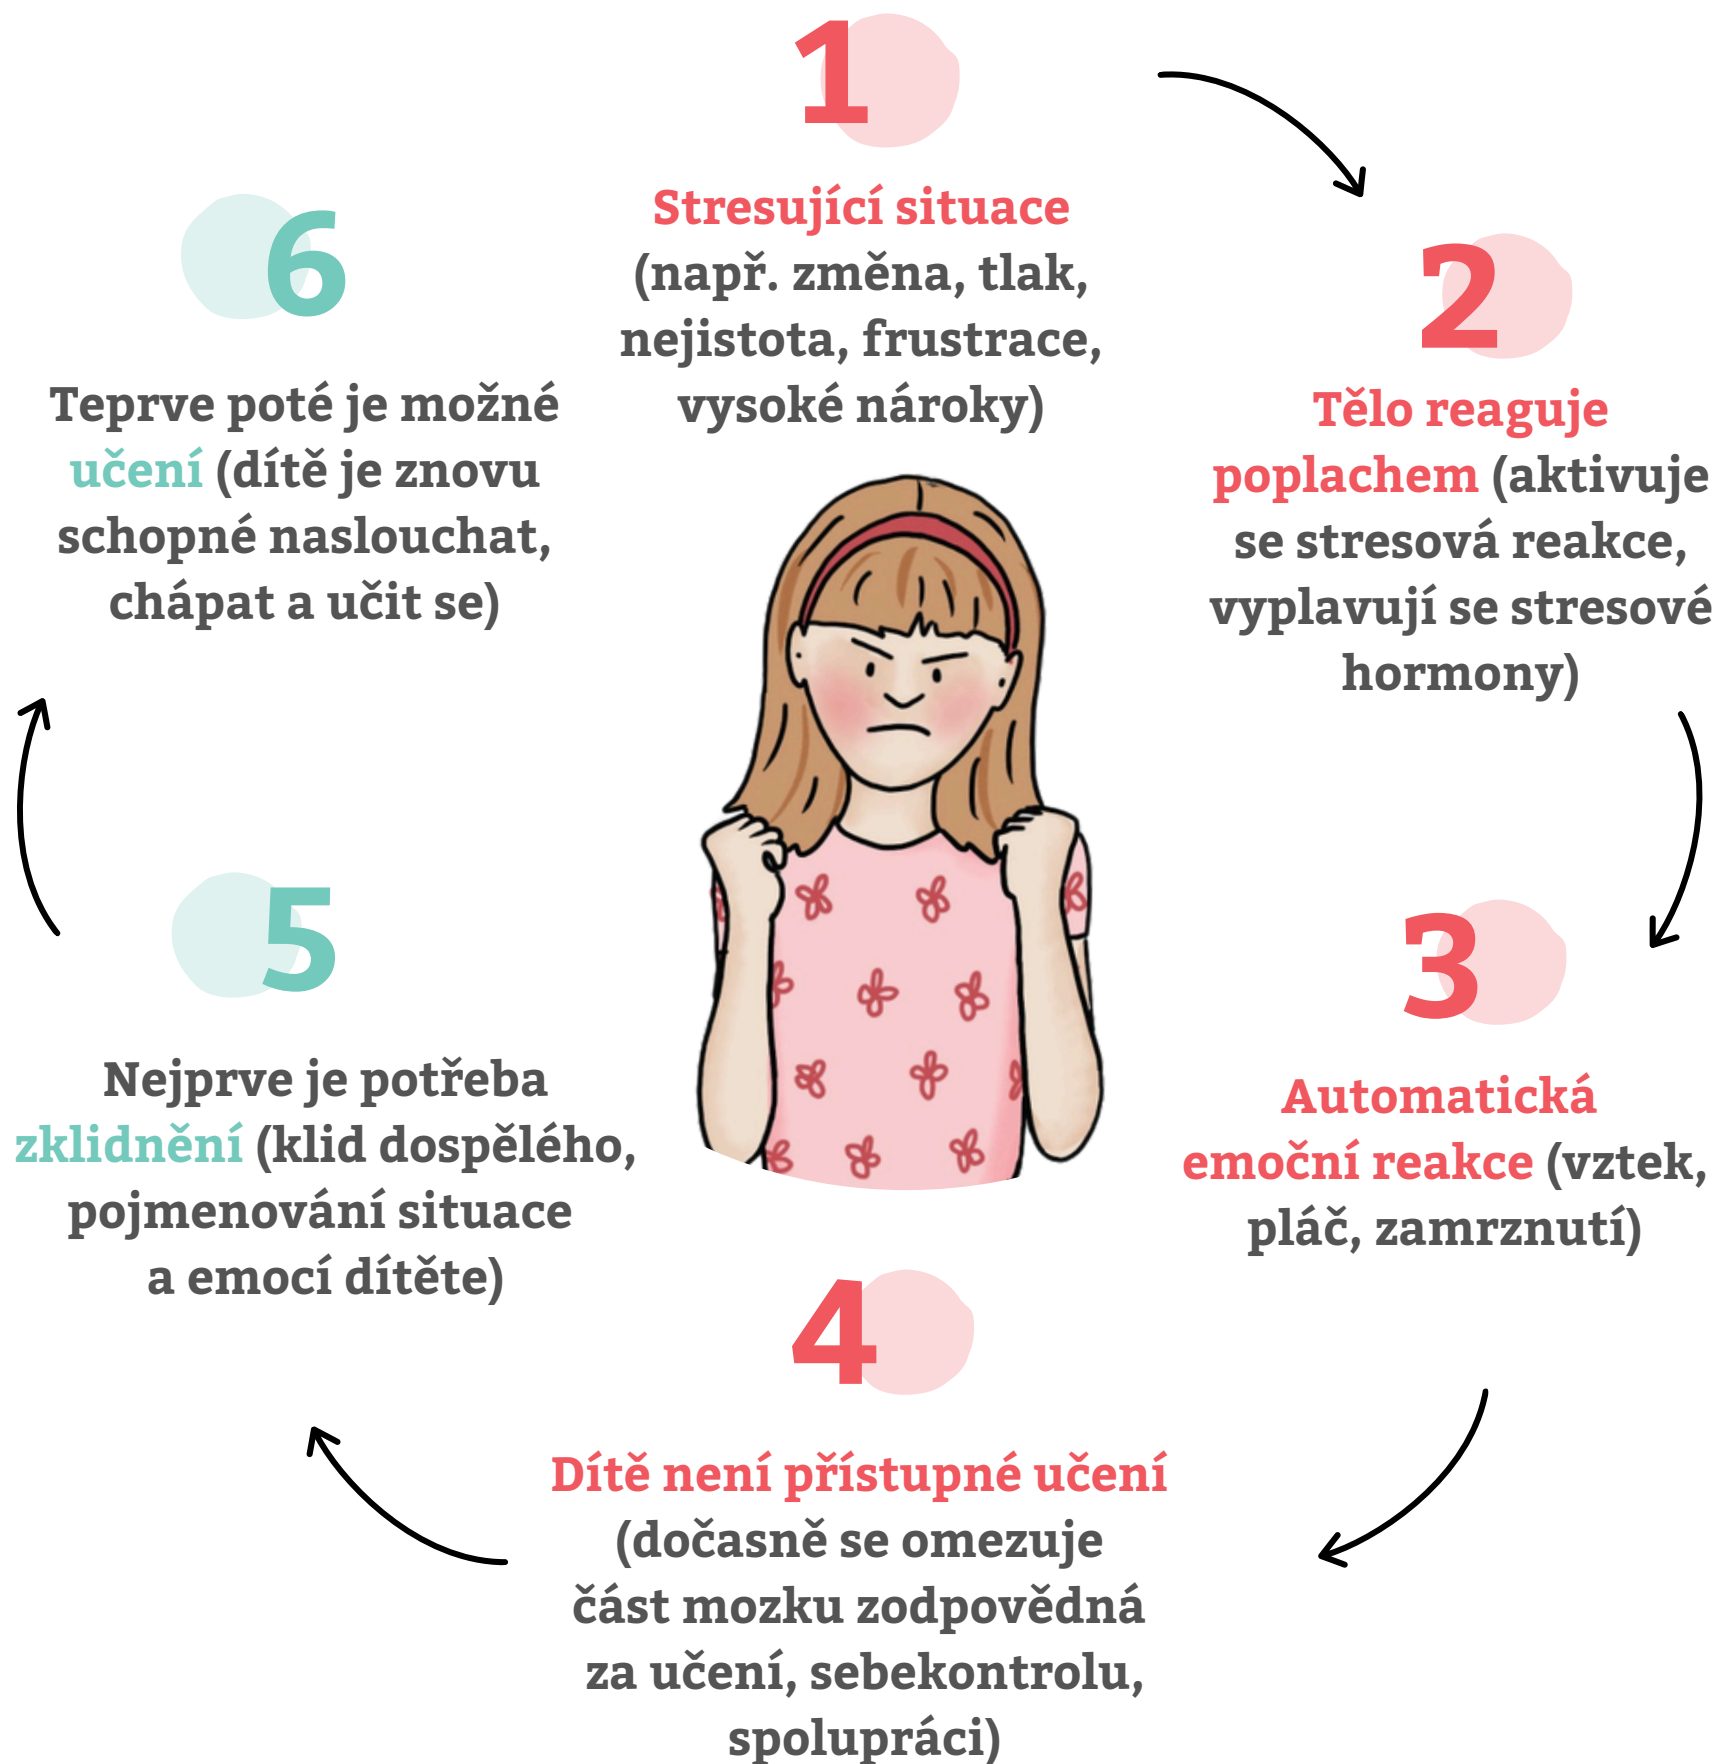 1
Stresující situace
(např. změna, tlak,
nejistota, frustrace,
vysoké nároky)
2
Tělo reaguje
poplachem (aktivuje
se stresová reakce,
vyplavují se stresové
hormony)
3
Automatická
emoční reakce (vztek,
pláč, zamrznutí)
4
Dítě není přístupné učení
(dočasně se omezuje
část mozku zodpovědná
za učení, sebekontrolu,
spolupráci)
5
Nejprve je potřeba
zklidnění (klid dospělého,
pojmenování situace
a emocí dítěte)
6
Teprve poté je možné
učení (dítě je znovu
schopné naslouchat,
chápat a učit se)